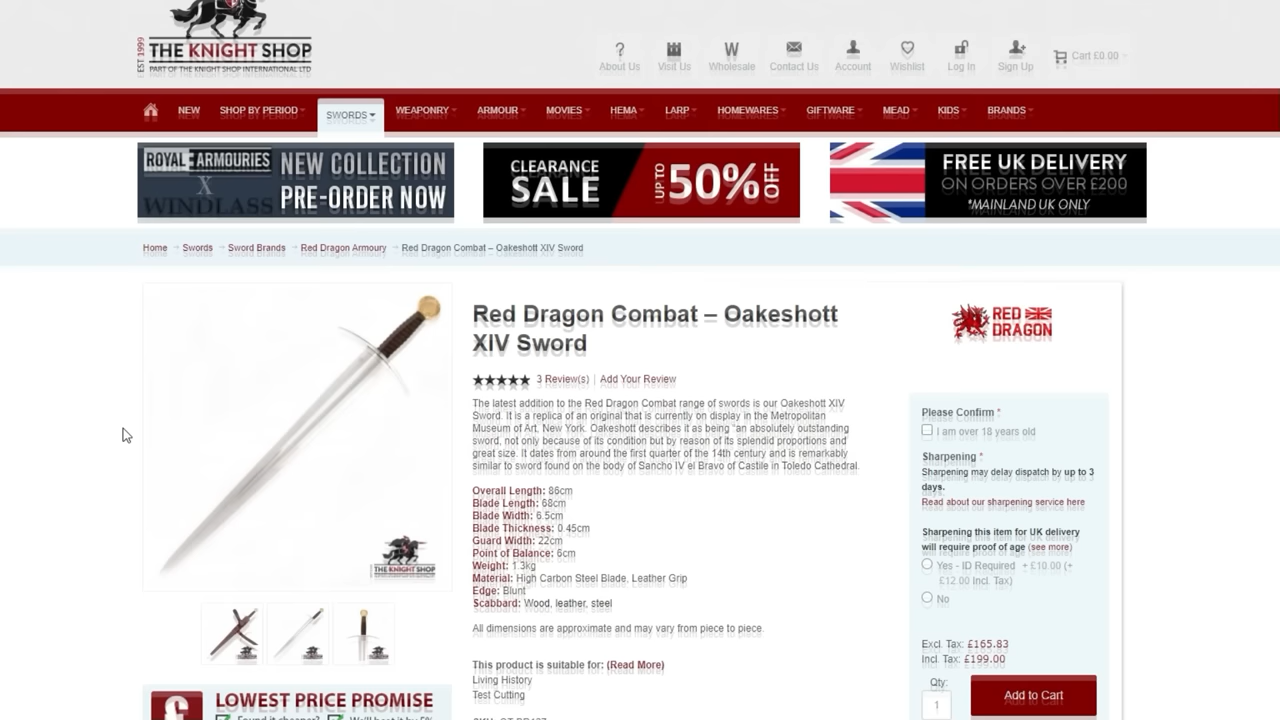 EST 1999
THE KNIGHT SHOP
PART OF THE KNIGHT SHOP INTERNATIONAL LTD
About Us
Visit Us
Wholesale
Contact Us
Account
Wishlist
Log In
Sign Up
Cart £0.00
NEW
SHOP BY PERIOD
SWORDS
WEAPONRY
ARMOUR
MOVIES
HEMA
LARP
HOMEWARES
GIFTWARE
MEAD
KIDS
BRANDS
ROYAL ARMOURIES
X
WINDLASS
NEW COLLECTION
PRE-ORDER NOW
CLEARANCE
SALE
UP TO
50%
OFF
FREE UK DELIVERY
ON ORDERS OVER £200
*MAINLAND UK ONLY
Home Swords Sword Brands Red Dragon Armoury Red Dragon Combat – Oakeshott XIV Sword
THE KNIGHT SHOP
Red Dragon Combat – Oakeshott
XIV Sword
3 Review(s) | Add Your Review
The latest addition to the Red Dragon Combat range of swords is our Oakeshott XIV
Sword. It is a replica of an original that is currently on display in the Metropolitan
Museum of Art, New York. Oakeshott describes it as being "an absolutely outstanding
sword, not only because of its condition but by reason of its splendid proportions and
great size. It dates from around the first quarter of the 14th century and is remarkably
similar to sword found on the body of Sancho IV el Bravo of Castile in Toledo Cathedral.
Overall Length: 86cm
Blade Length: 68cm
Blade Width: 6.5cm
Blade Thickness: 0.45cm
Guard Width: 22cm
Point of Balance: 6cm
Weight: 1.3kg
Material: High Carbon Steel Blade, Leather Grip
Edge: Blunt
Scabbard: Wood, leather, steel
All dimensions are approximate and may vary from piece to piece.
This product is suitable for: (Read More)
Living History
Test Cutting
RED
DRAGON
Please Confirm *
I am over 18 years old
Sharpening *
Sharpening may delay dispatch by up to 3
days.
Read about our sharpening service here
Sharpening this item for UK delivery
will require proof of age (see more)
Yes - ID Required + £10.00 (+
£12.00 Incl. Tax)
No
Excl. Tax: £165.83
Incl. Tax: £199.00
Qty:
1
Add to Cart
£
LOWEST PRICE PROMISE
Found it cheaper? We'll beat it by 5%